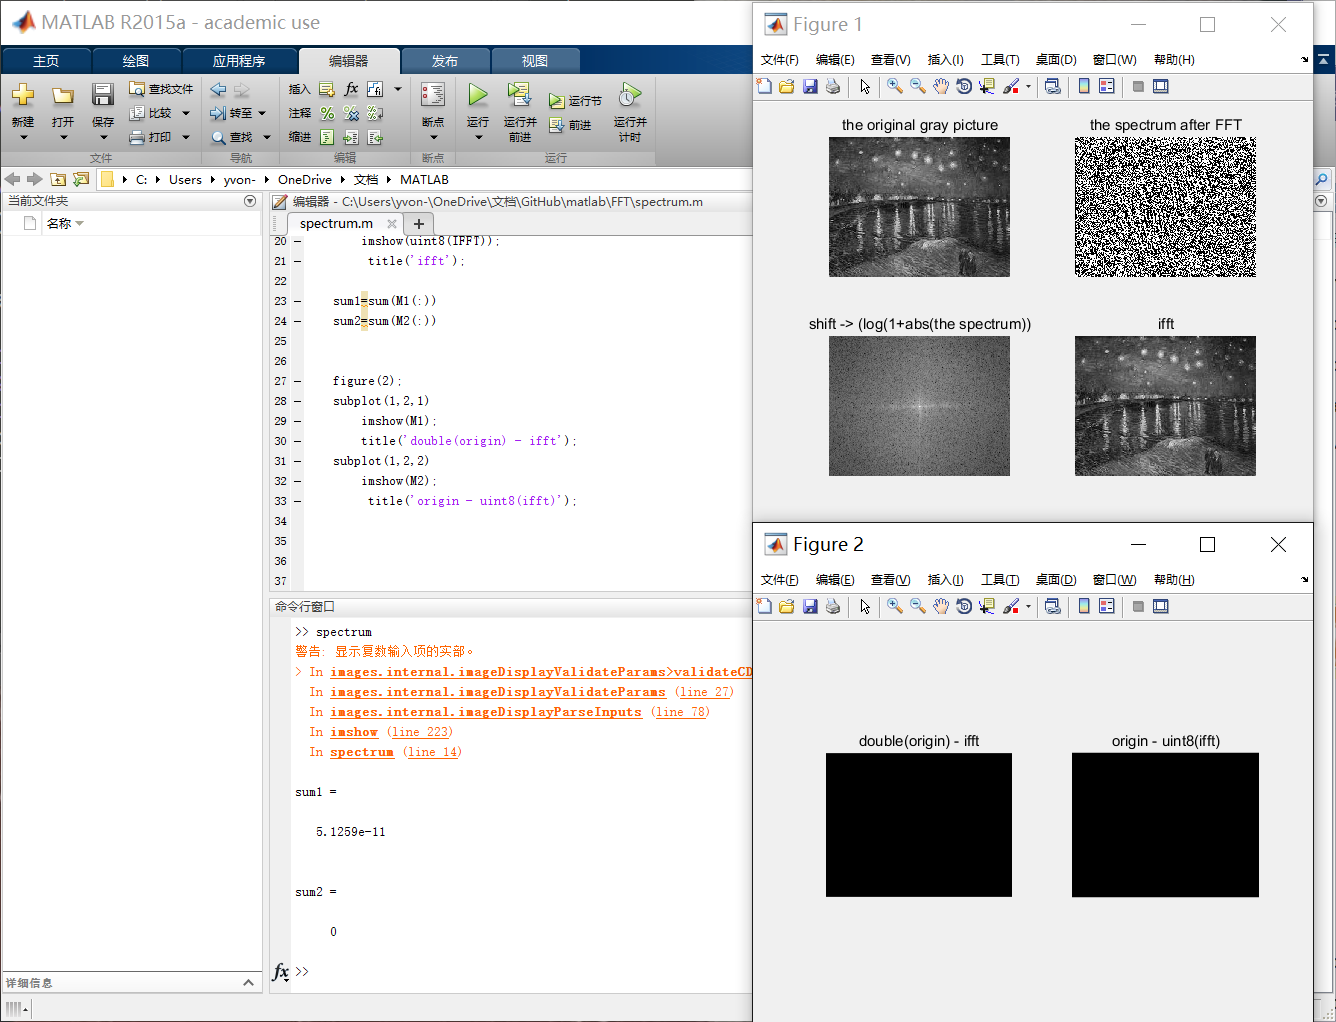 MATLAB R2015a - academic use
主页 绘图 应用程序 编辑器 发布 视图
新建 打开 保存 查找文件 比较 打印
文件
转至 查找
导航
插入 fx 注释 缩进
编辑
断点
断点
运行 运行并前进 运行节 前进 运行并计时
运行
C: Users yvon- OneDrive 文档 MATLAB
当前文件夹
名称
详细信息
编辑器 - C:\Users\yvon-\OneDrive\文档\GitHub\matlab\FFT\spectrum.m
spectrum.m
20 imshow(uint8(IFFT));
21 title('ifft');
22
23 sum1=sum(M1(:))
24 sum2=sum(M2(:))
25
26
27 figure(2);
28 subplot(1,2,1)
29 imshow(M1);
30 title('double(origin) - ifft');
31 subplot(1,2,2)
32 imshow(M2);
33 title('origin - uint8(ifft)');
34
35
36
37
命令行窗口
>> spectrum
警告: 显示复数输入项的实部。
> In images.internal.imageDisplayValidateParams>validateCD
In images.internal.imageDisplayValidateParams (line 27)
In images.internal.imageDisplayParseInputs (line 78)
In imshow (line 223)
In spectrum (line 14)
sum1 =
5.1259e-11
sum2 =
0
fx >>
Figure 1
文件(F) 编辑(E) 查看(V) 插入(I) 工具(T) 桌面(D) 窗口(W) 帮助(H)
the original gray picture
the spectrum after FFT
shift -> (log(1+abs(the spectrum))
ifft
Figure 2
文件(F) 编辑(E) 查看(V) 插入(I) 工具(T) 桌面(D) 窗口(W) 帮助(H)
double(origin) - ifft
origin - uint8(ifft)